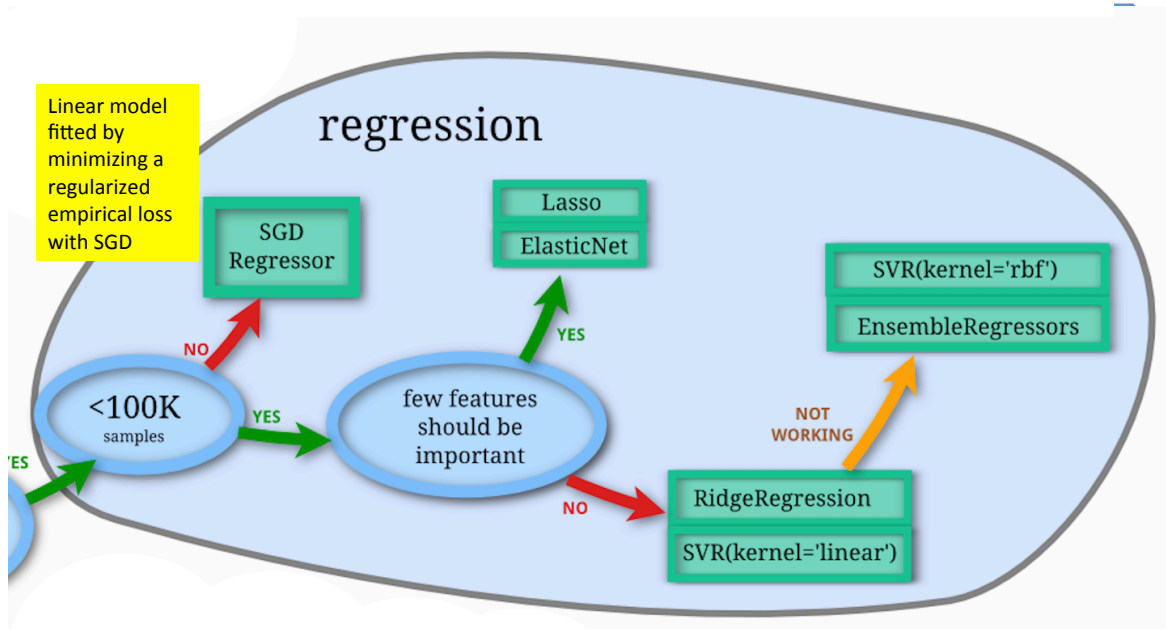 Linear model
fitted by
minimizing a
regularized
empirical loss
with SGD
regression
SGD
Regressor
Lasso
ElasticNet
SVR(kernel='rbf')
EnsembleRegressors
NO
YES
<100K
samples
YES
few features
should be
important
NOT
WORKING
NO
RidgeRegression
SVR(kernel='linear')